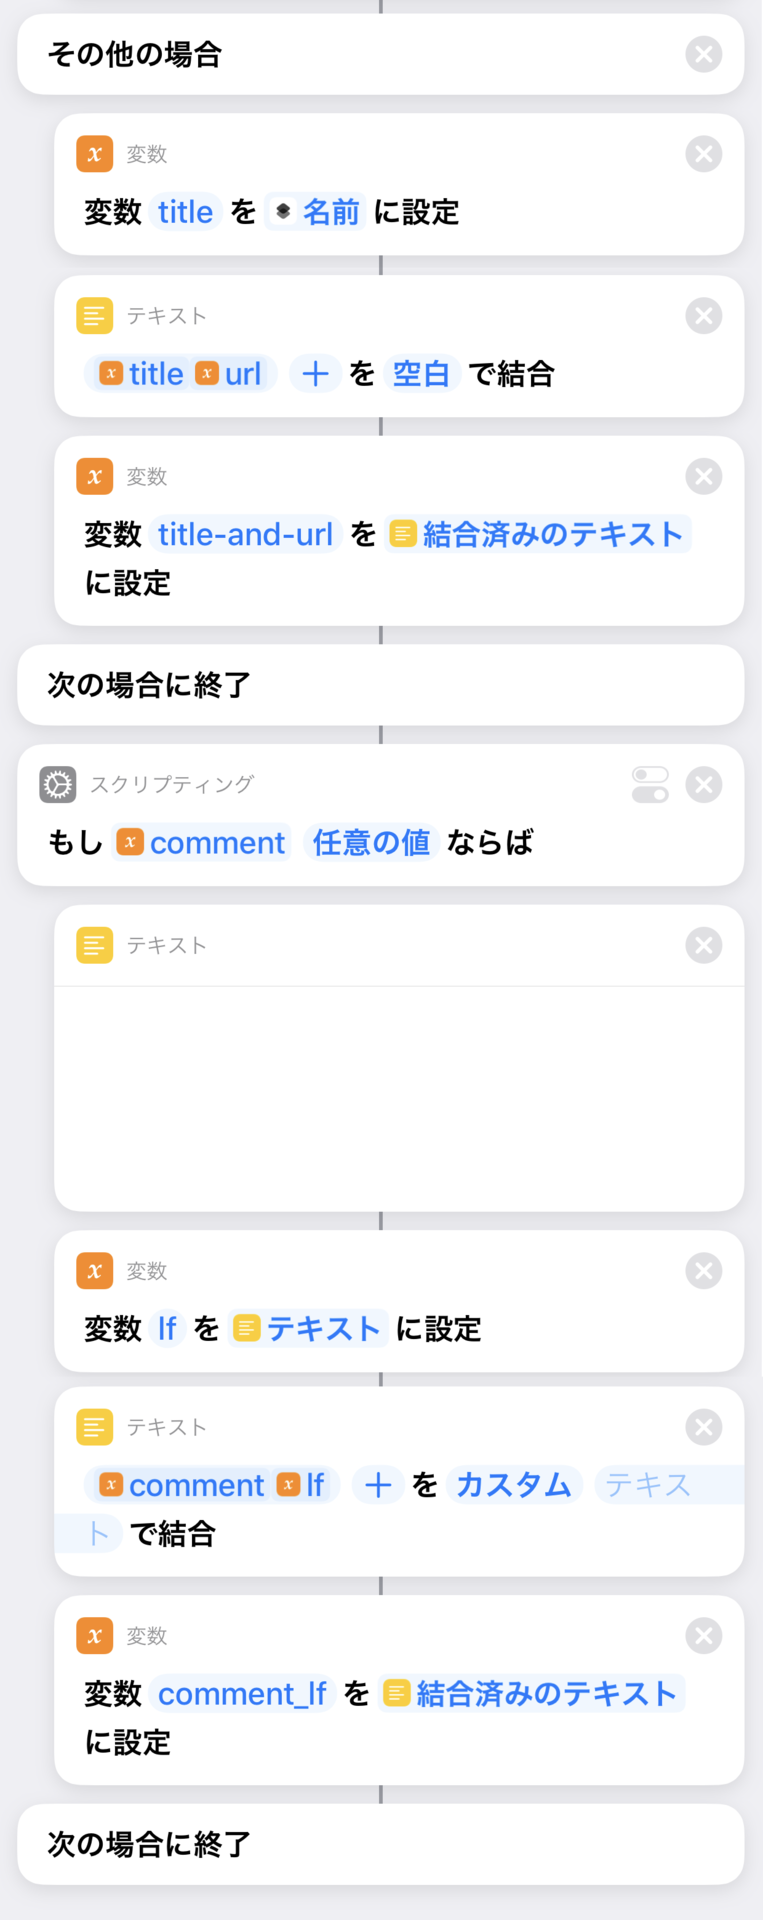 その他の場合
変数
変数 title を 名前 に設定
テキスト
title url を 空白 で結合
変数
変数 title-and-url を 結合済みのテキスト
に設定
次の場合に終了
スクリプティング
もし comment 任意の値 ならば
テキスト
変数
変数 lf を テキスト に設定
テキスト
comment lf を カスタム テキス
ト で結合
変数
変数 comment_lf を 結合済みのテキスト
に設定
次の場合に終了